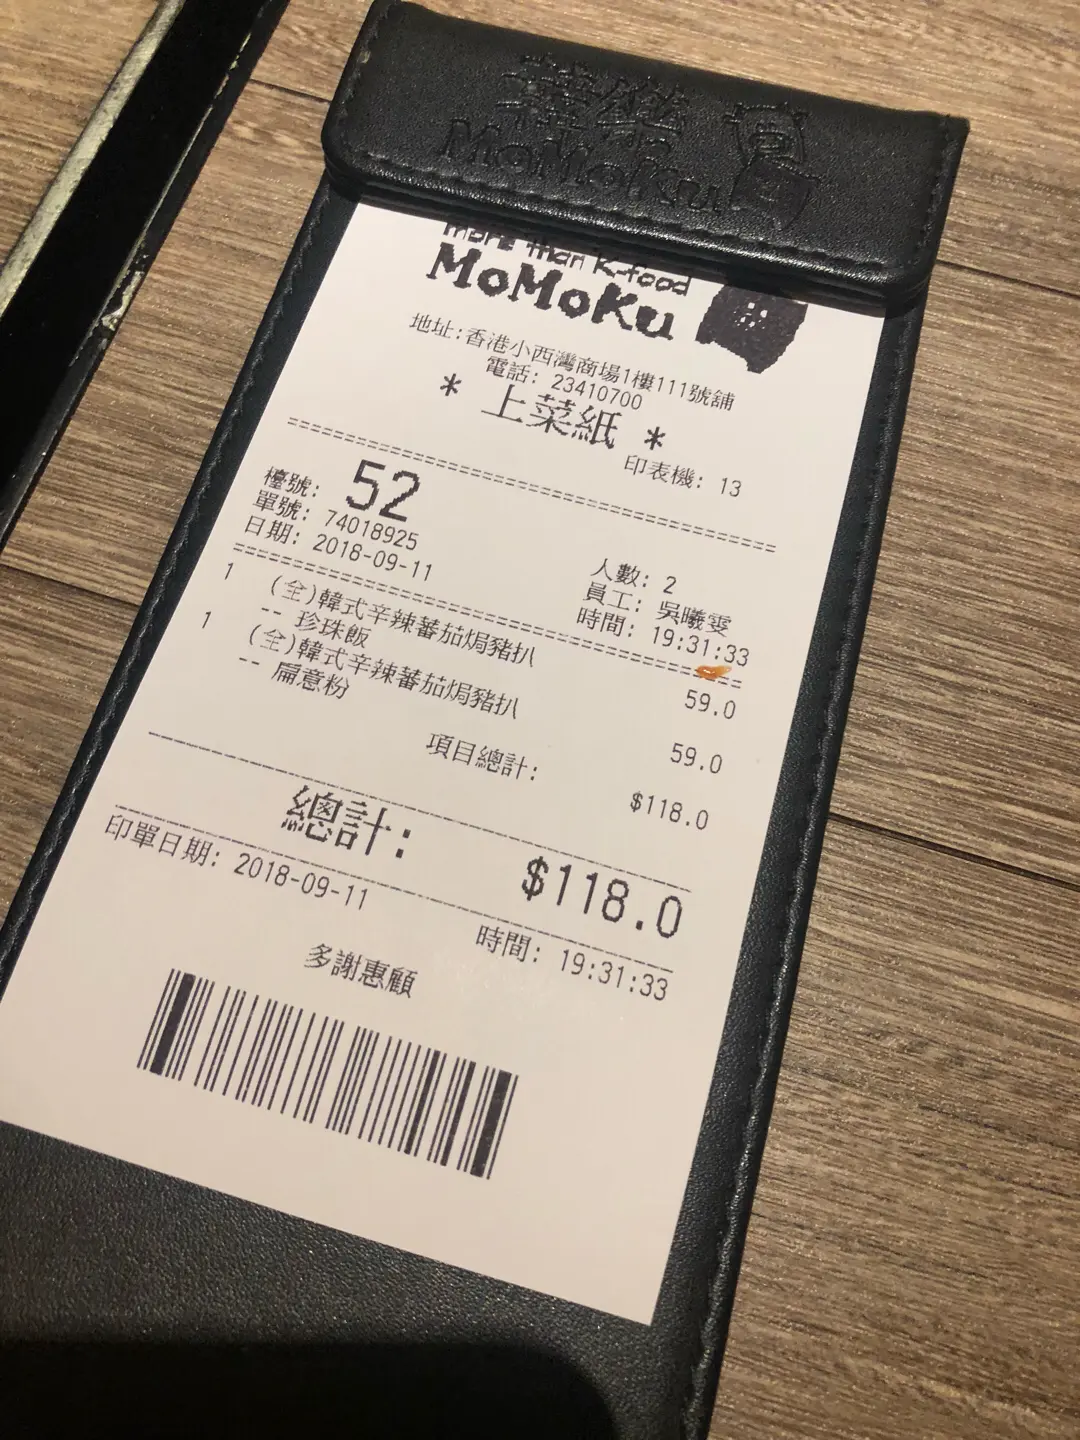 MoMoKu
more than K-food
MoMoKu
地址:香港小西灣商場1樓111號舖
電話: 23410700
* 上菜紙 *
印表機: 13
檯號: 52
人數: 2
單號: 74018925
員工: 吳曦雯
日期: 2018-09-11
時間: 19:31:33
1 (全)韓式辛辣蕃茄焗豬扒 59.0
-- 珍珠飯
1 (全)韓式辛辣蕃茄焗豬扒 59.0
-- 扁意粉
項目總計: $118.0
總計: $118.0
印單日期: 2018-09-11 時間: 19:31:33
多謝惠顧